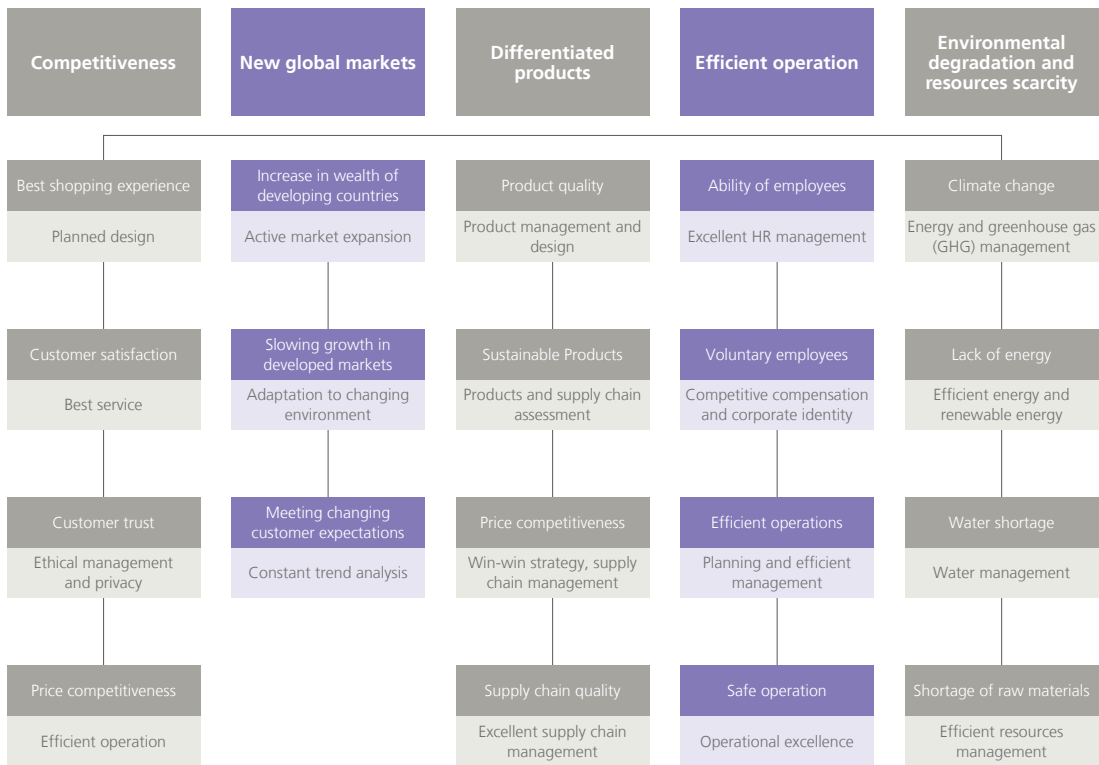 Competitiveness
New global markets
Differentiated
products
Efficient operation
Environmental
degradation and
resources scarcity
Best shopping experience
Planned design
Customer satisfaction
Best service
Customer trust
Ethical management
and privacy
Price competitiveness
Efficient operation
Increase in wealth of
developing countries
Active market expansion
Slowing growth in
developed markets
Adaptation to changing
environment
Meeting changing
customer expectations
Constant trend analysis
Product quality
Product management and
design
Sustainable Products
Products and supply chain
assessment
Price competitiveness
Win-win strategy, supply
chain management
Supply chain quality
Excellent supply chain
management
Ability of employees
Excellent HR management
Voluntary employees
Competitive compensation
and corporate identity
Efficient operations
Planning and efficient
management
Safe operation
Operational excellence
Climate change
Energy and greenhouse gas
(GHG) management
Lack of energy
Efficient energy and
renewable energy
Water shortage
Water management
Shortage of raw materials
Efficient resources
management